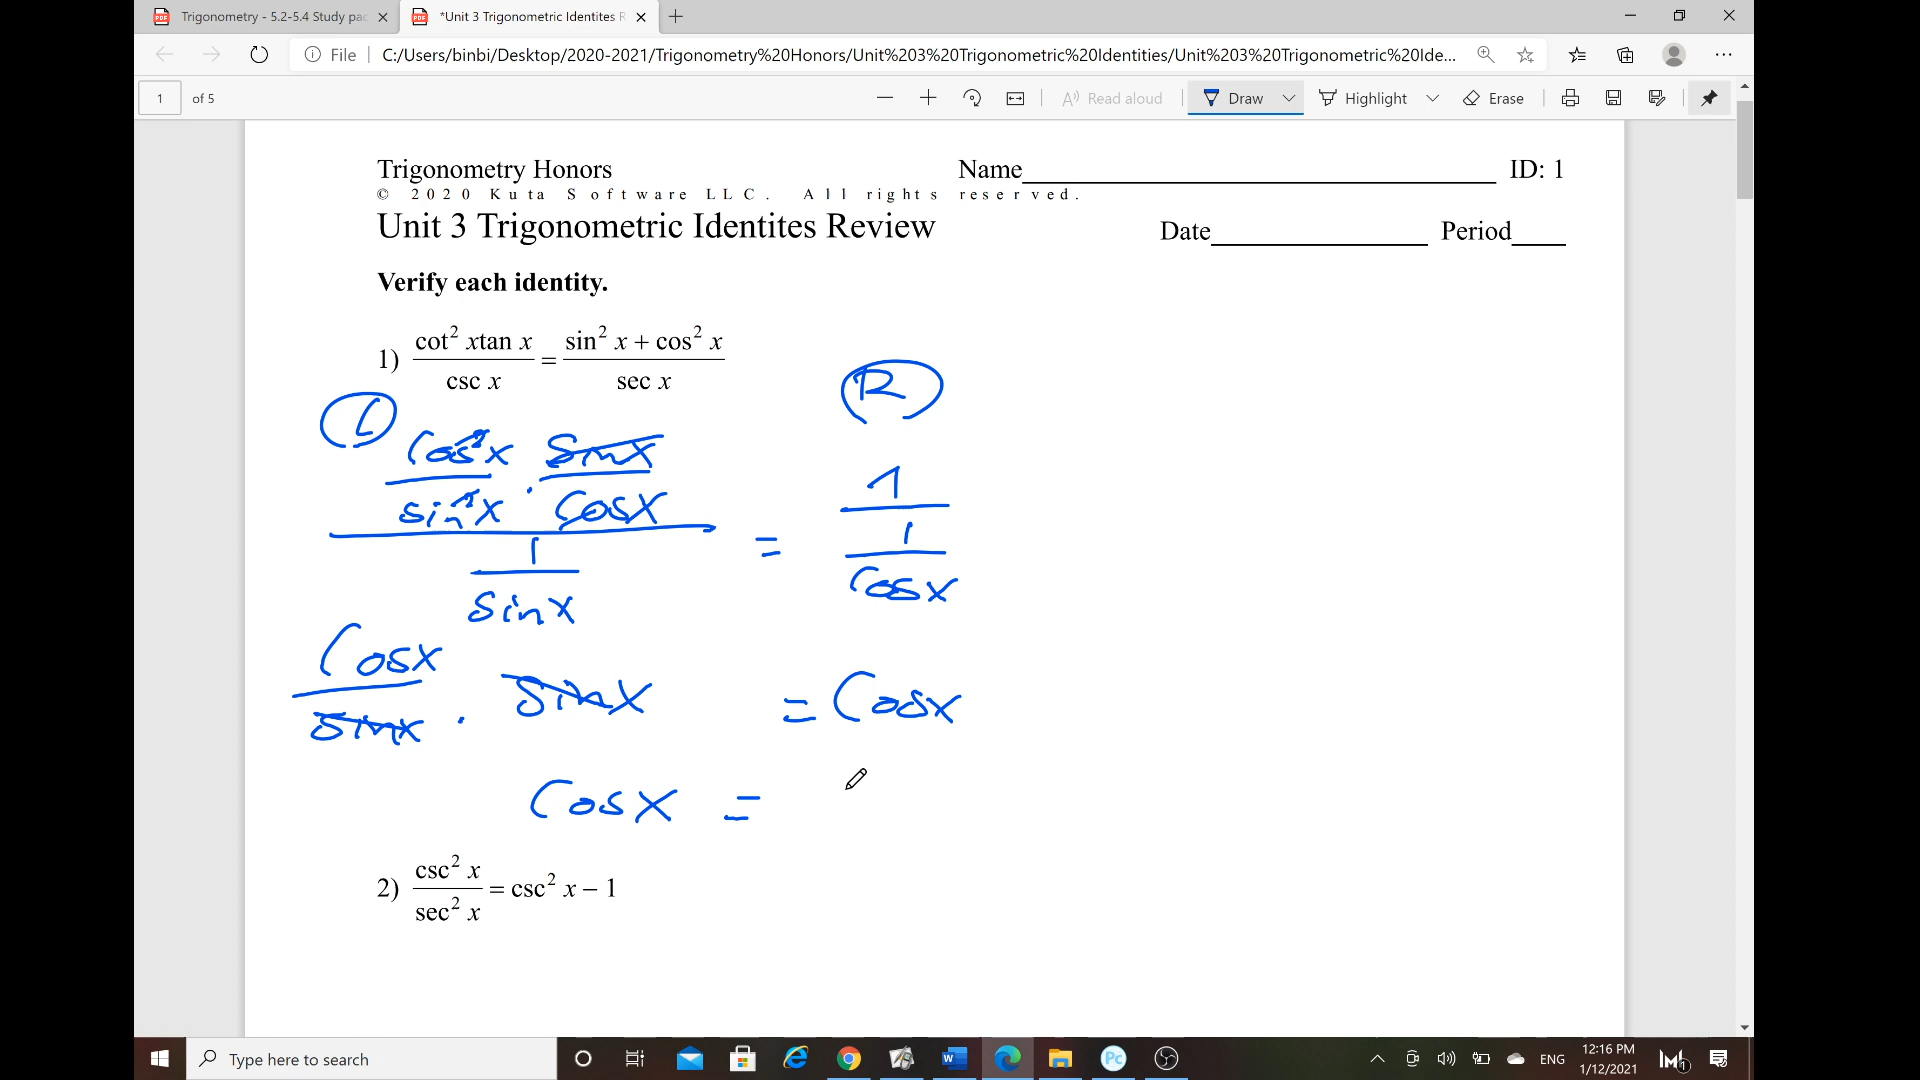 Trigonometry - 5.2-5.4 Study pac
*Unit 3 Trigonometric Identites R
File
C:/Users/binbi/Desktop/2020-2021/Trigonometry%20Honors/Unit%203%20Trigonometric%20Identities/Unit%203%20Trigonometric%20Ide...
1 of 5
Read aloud
Draw
Highlight
Erase
Trigonometry Honors
Name____ ID: 1
© 2020 Kuta Software LLC. All rights reserved.
Unit 3 Trigonometric Identites Review
Date____ Period____
Verify each identity.
1) cot² xtan x / csc x = sin² x + cos² x / sec x
L R
cos²x / sin²x · sinx / cosx
1 / sinx = 1 / 1 / cosx
cosx / sinx · sinx = cosx
cosx =
2) csc² x / sec² x = csc² x − 1
Type here to search
ENG
12:16 PM
1/12/2021